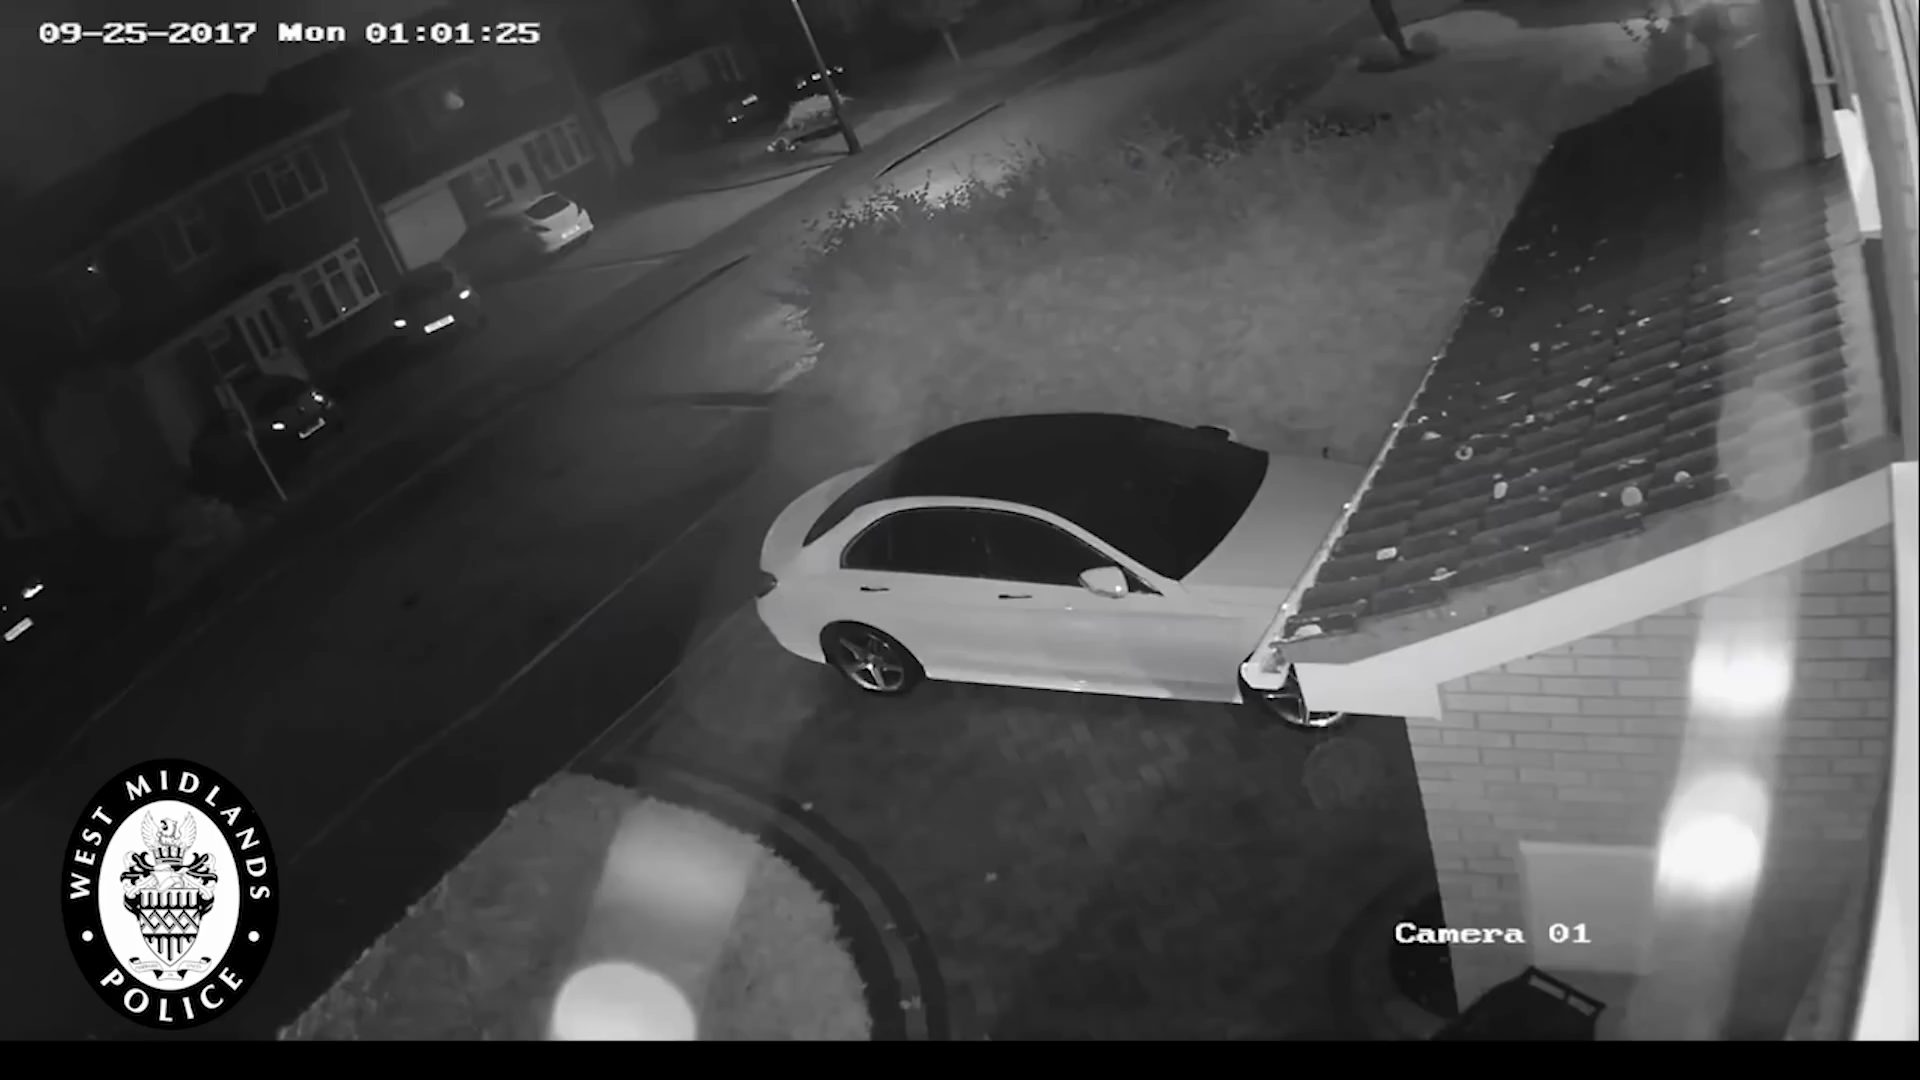 09-25-2017 Mon 01:01:25
WEST MIDLANDS
POLICE
Camera 01